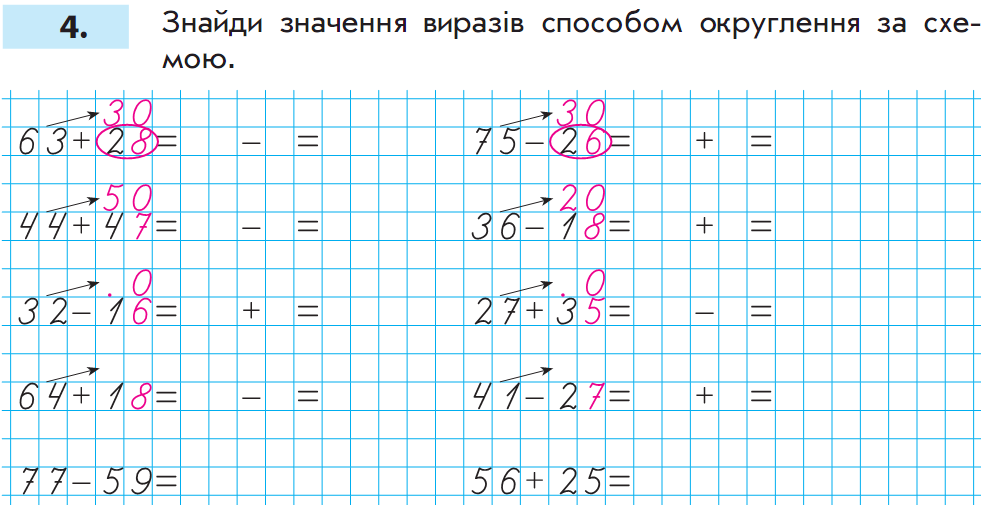 4. Знайди значення виразів способом округлення за схе-
мою.
30 30
63+28= – = 75–26= + =
50 20
44+47= – = 36–18= + =
.0 .0
32–16= + = 27+35= – =
64+18= – = 41–27= + =
77–59= 56+25=